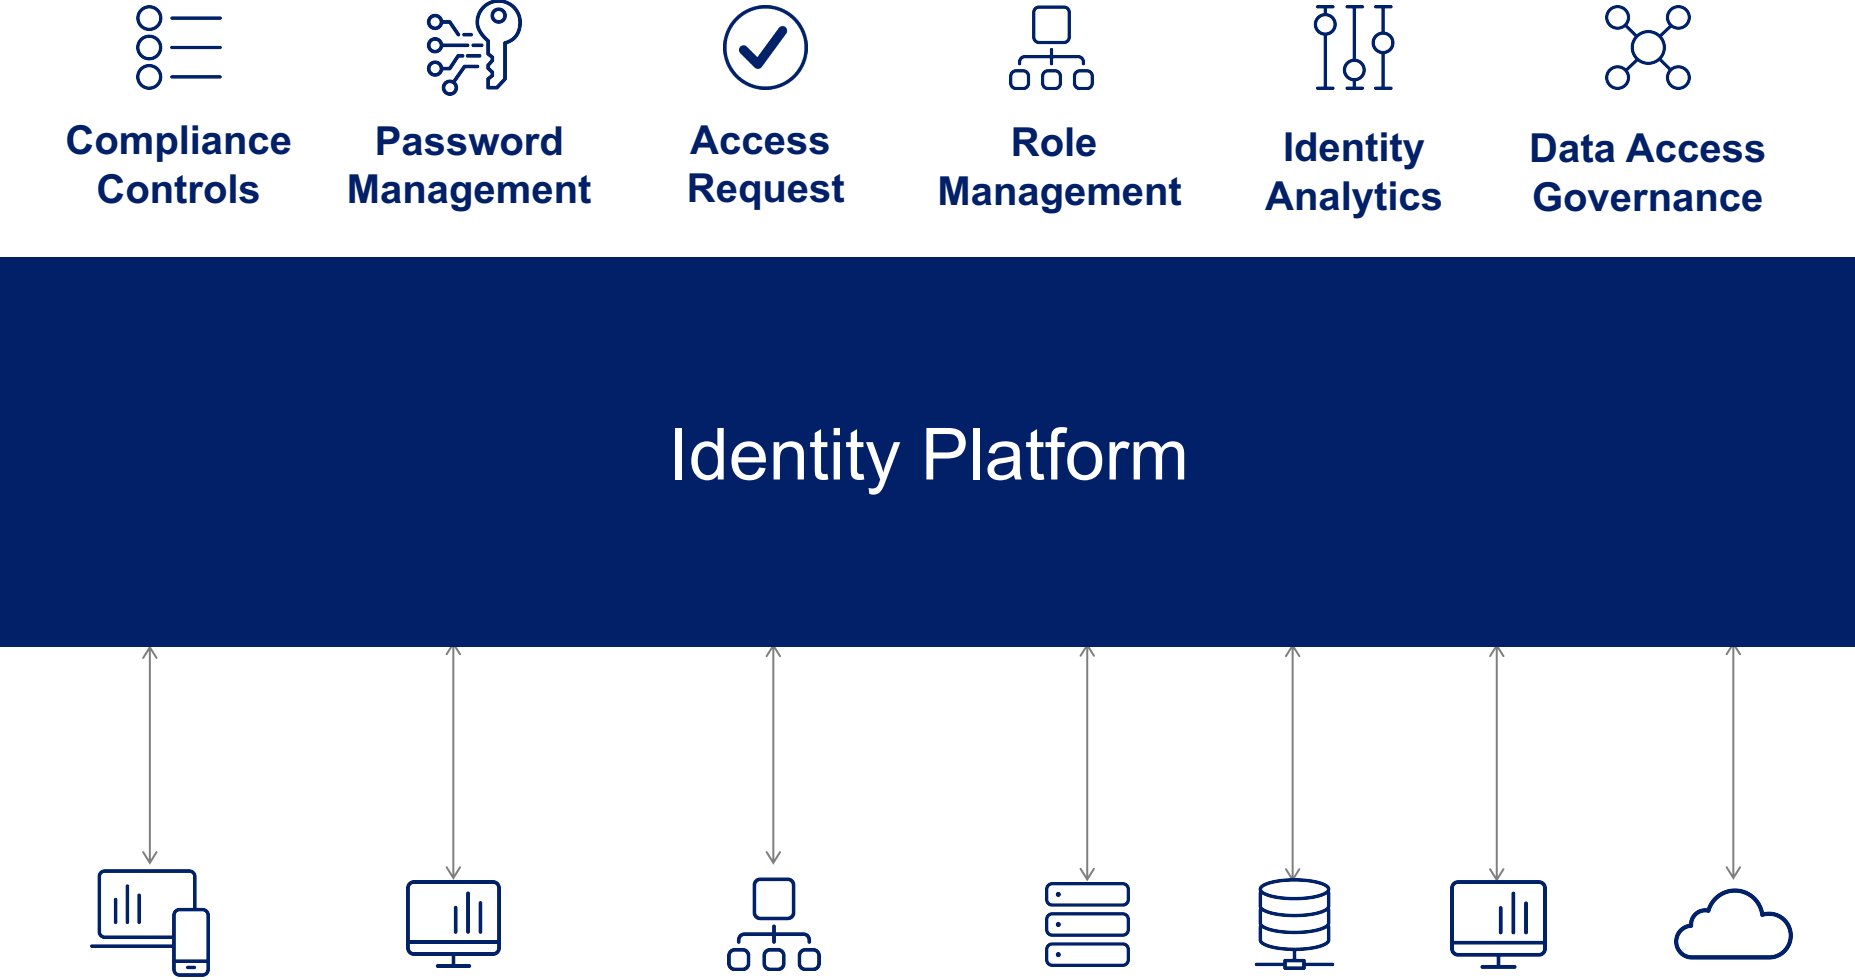 Compliance
Controls
Password
Management
Access
Request
Role
Management
Identity
Analytics
Data Access
Governance
Identity Platform